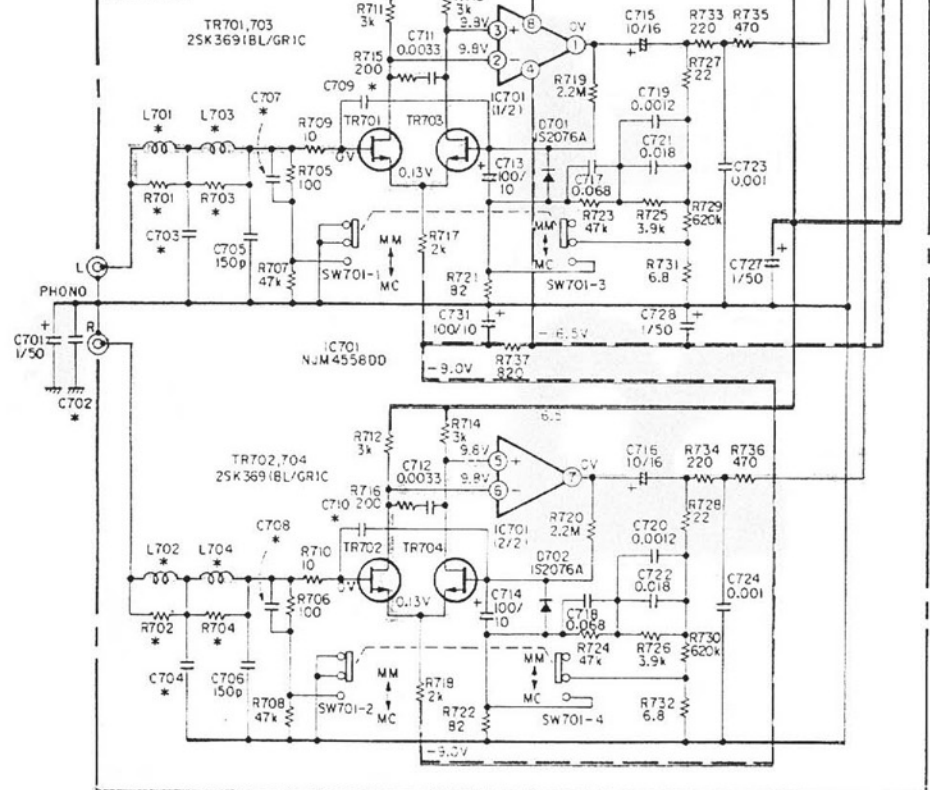 R711
3k
TR701,703
2SK369(BL/GR)C
C711
0.0033
9.8V
3
+
8
0V
1
C715
10/16
+
R733
220
R735
470
R715
200
9.8V
2
−
4
C709
*
IC701
(1/2)
R719
2.2M
R727
22
C719
0.0012
C707
*
L701
*
L703
*
R709
10
TR701
TR703
D701
1S2076A
C721
0.018
0V
R705
100
0.13V
+
C713
100/
10
C717
0.068
C723
0.001
R701
*
R703
*
R723
47k
R725
3.9k
R729
620k
C703
*
C705
150p
R717
2k
MM
MC
SW701-1
MM
MC
SW701-3
R707
47k
R721
82
R731
6.8
C727
1/50
+
L
PHONO
R
C701
1/50
+
C702
*
C731
100/10
+
C728
1/50
+
-16.5V
IC701
NJM4558DD
R737
820
-9.0V
R712
3k
R714
3k
TR702,704
2SK369(BL/GR)C
C712
0.0033
9.8V
5
+
0V
7
C716
10/16
+
R734
220
R736
470
R716
200
9.8V
6
−
C710
*
IC701
(2/2)
R720
2.2M
R728
22
C720
0.0012
C708
*
L702
*
L704
*
R710
10
TR702
TR704
D702
1S2076A
C722
0.018
0V
R706
100
0.13V
+
C714
100/
10
C718
0.068
C724
0.001
R702
*
R704
*
R724
47k
R726
3.9k
R730
620k
C704
*
C706
150p
R718
2k
MM
MC
SW701-2
MM
MC
SW701-4
R708
47k
R722
82
R732
6.8
-9.0V